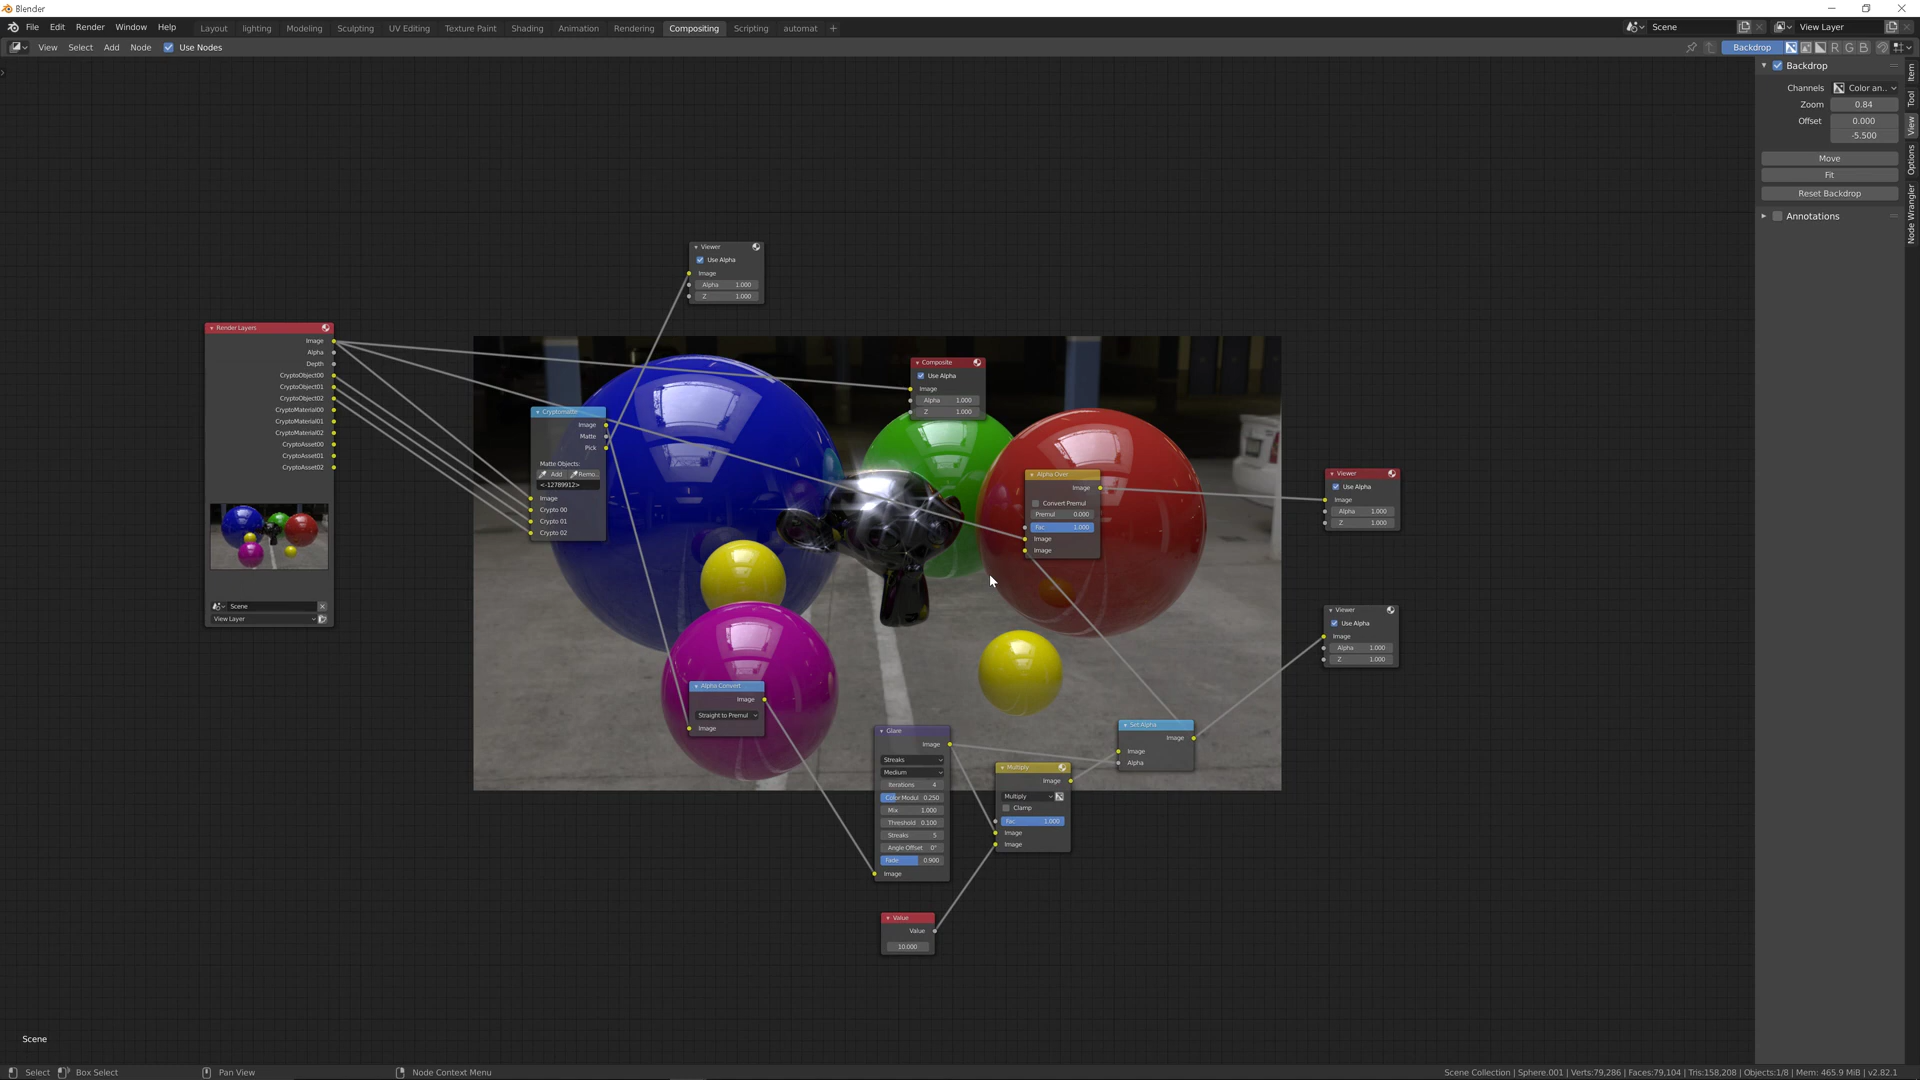 Blender
File Edit Render Window Help Layout lighting Modeling Sculpting UV Editing Texture Paint Shading Animation Rendering Compositing Scripting automat + Scene View Layer
View Select Add Node Use Nodes Backdrop R G B
Backdrop
Channels Color an..
Zoom 0.84
Offset 0.000
-5.500
Move
Fit
Reset Backdrop
Annotations
Item
Tool
View
Options
Node Wrangler
Viewer
Use Alpha
Image
Alpha 1.000
Z 1.000
Render Layers
Image
Alpha
Depth
CryptoObject00
CryptoObject01
CryptoObject02
CryptoMaterial00
CryptoMaterial01
CryptoMaterial02
CryptoAsset00
CryptoAsset01
CryptoAsset02
Scene
View Layer
Cryptomatte
Image
Matte
Pick
Matte Objects:
Add Remo..
<-12789912>
Image
Crypto 00
Crypto 01
Crypto 02
Composite
Use Alpha
Image
Alpha 1.000
Z 1.000
Alpha Over
Image
Convert Premul
Premul 0.000
Fac 1.000
Image
Image
Viewer
Use Alpha
Image
Alpha 1.000
Z 1.000
Viewer
Use Alpha
Image
Alpha 1.000
Z 1.000
Alpha Convert
Image
Straight to Premul
Image
Glare
Image
Streaks
Medium
Iterations 4
Color Modul 0.250
Mix 1.000
Threshold 0.100
Streaks 5
Angle Offset 0°
Fade 0.900
Image
Multiply
Image
Multiply
Clamp
Fac 1.000
Image
Image
Set Alpha
Image
Image
Alpha
Value
Value
10.000
Scene
Select Box Select Pan View Node Context Menu Scene Collection | Sphere.001 | Verts:79,286 | Faces:79,104 | Tris:158,208 | Objects:1/8 | Mem: 465.9 MiB | v2.82.1